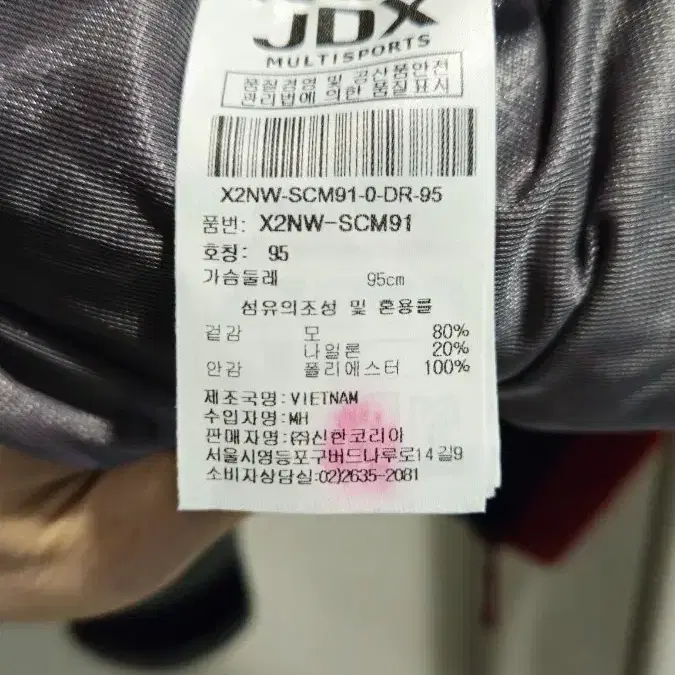 JDX
MULTISPORTS
품질경영 및 공산품안전
관리법에 의한 품질표시
X2NW-SCM91-0-DR-95
품번: X2NW-SCM91
호칭: 95
가슴둘레 95cm
섬유의조성 및 혼용률
겉감 모 80%
나일론 20%
안감 폴리에스터 100%
제조국명:VIETNAM
수입자명:MH
판매자명:㈜신한코리아
서울시영등포구버드나루로14길9
소비자상담실:02)2635-2081